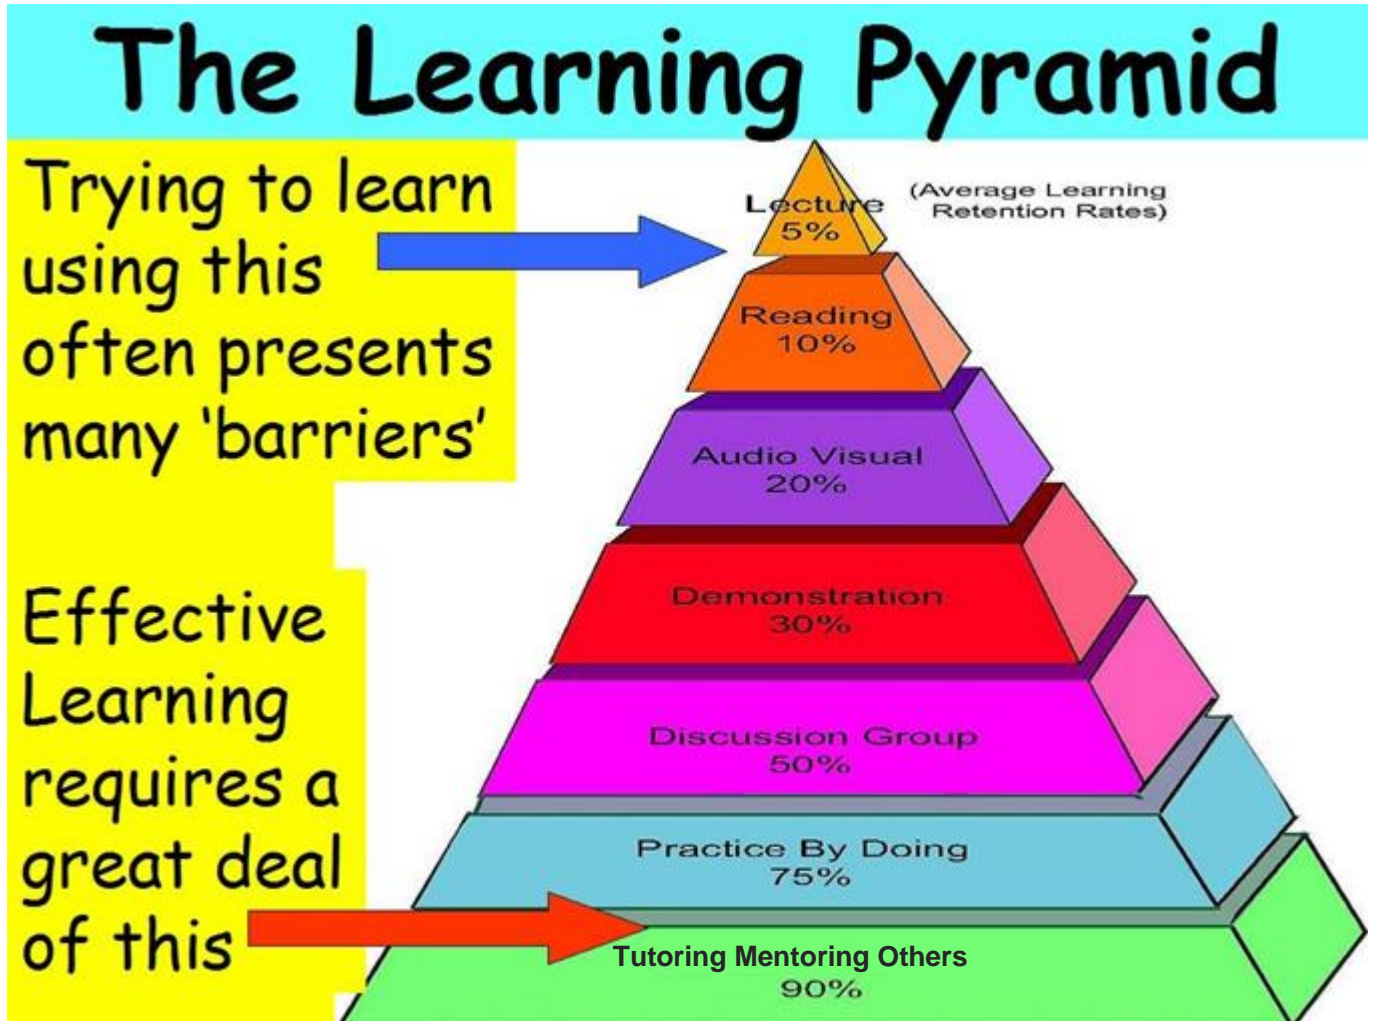 The Learning Pyramid
Trying to learn
using this
often presents
many ‘barriers’
Effective
Learning
requires a
great deal
of this
Lecture
5%
(Average Learning
Retention Rates)
Reading
10%
Audio Visual
20%
Demonstration
30%
Discussion Group
50%
Practice By Doing
75%
Tutoring Mentoring Others
90%